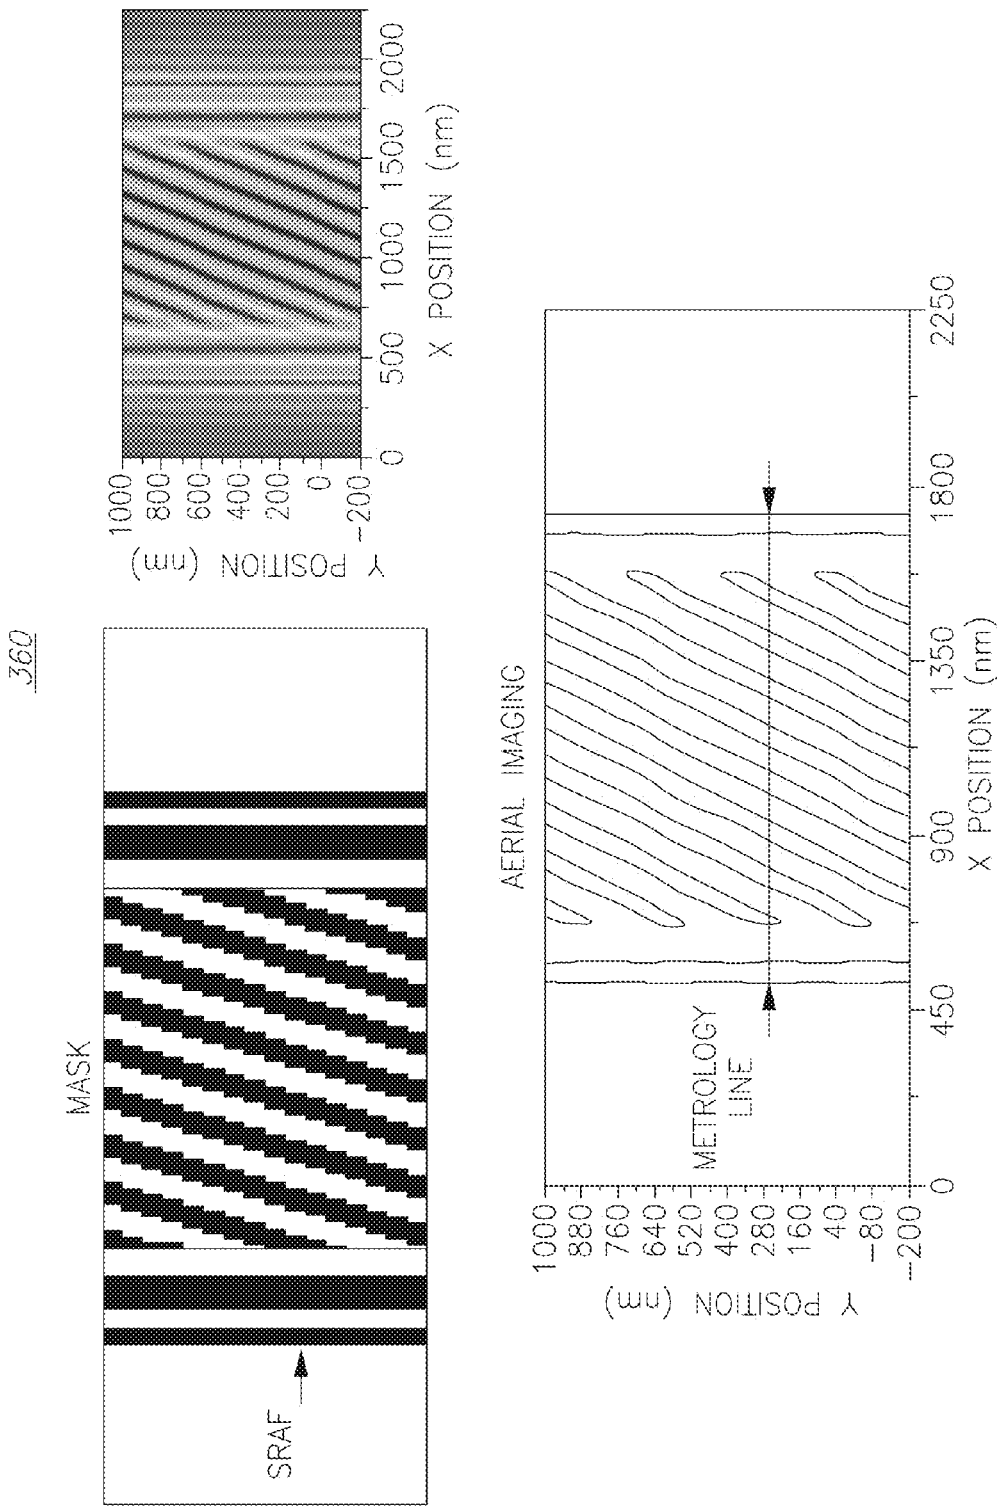 360
MASK
SRAF
1000
800
600
400
200
0
-200
Y POSITION (nm)
0 500 1000 1500 2000
X POSITION (nm)
AERIAL IMAGING
METROLOGY
LINE
1000
880
760
640
520
400
280
160
40
-80
-200
Y POSITION (nm)
0 450 900 1350 1800 2250
X POSITION (nm)